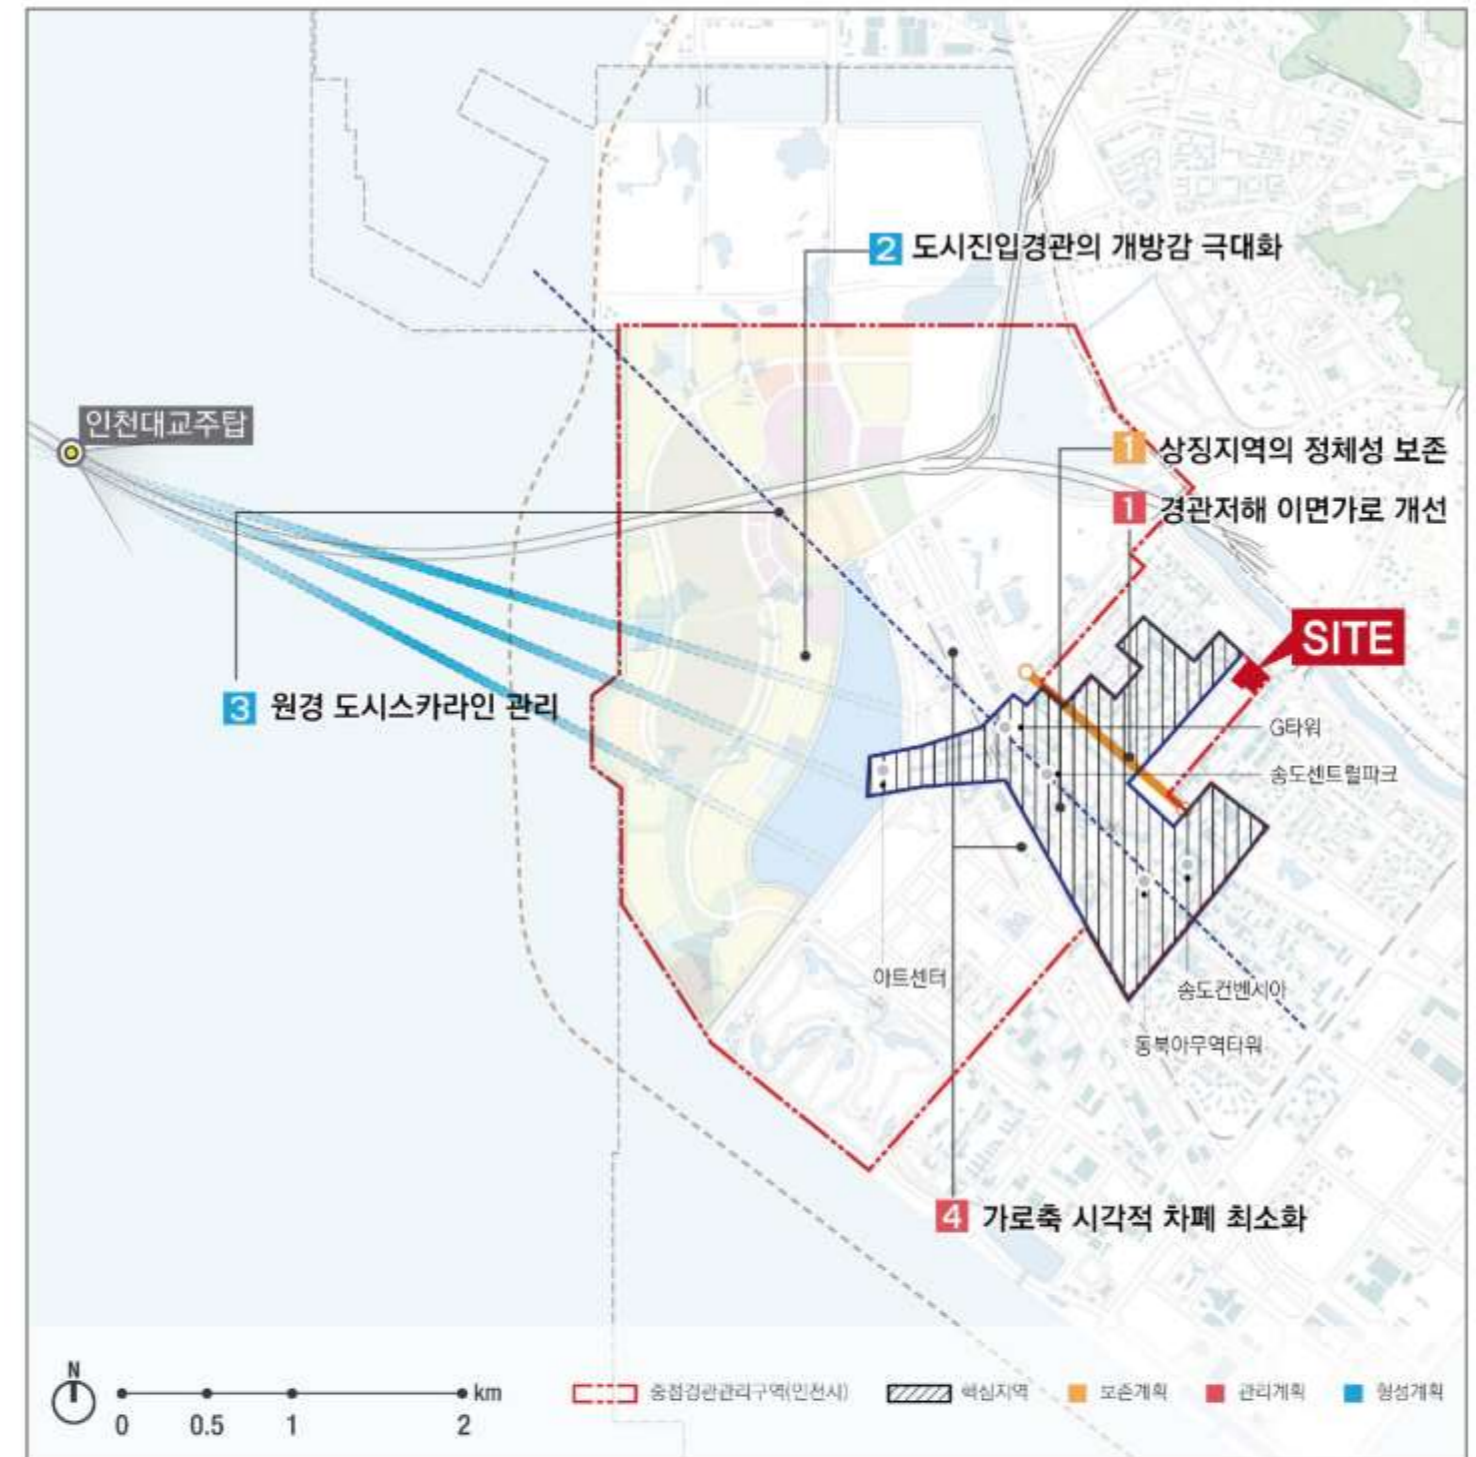 2 도시진입경관의 개방감 극대화
인천대교주탑
1 상징지역의 정체성 보존
1 경관저해 이면가로 개선
SITE
3 원경 도시스카라인 관리
G타워
송도센트럴파크
아트센터
송도컨벤시아
동북아무역타워
4 가로축 시각적 차폐 최소화
N
km
0 0.5 1 2
중점경관관리구역(인천시)
핵심지역
보존계획
관리계획
형성계획